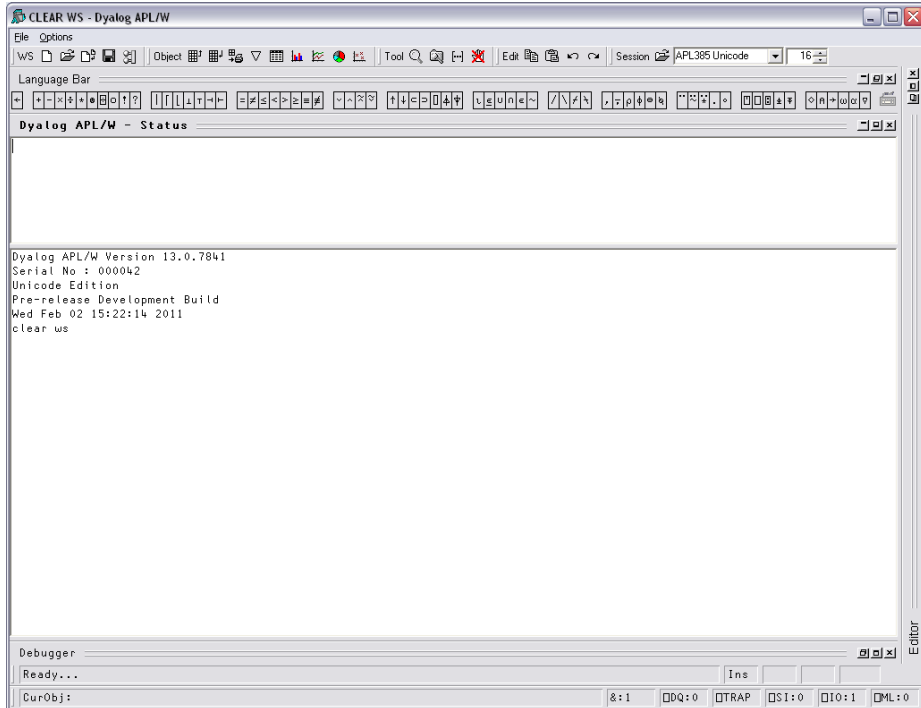 CLEAR WS - Dyalog APL/W
File Options
WS Object Tool Edit Session APL385 Unicode 16
Language Bar
← + - × ÷ * ⍟ ⌹ ○ ! ? | ⌈ ⌊ ⊥ ⊤ ⊣ ⊢ = ≠ ≤ < > ≥ ≡ ≢ ∨ ∧ ⍲ ⍱ ↑ ↓ ⊂ ⊃ ⌷ ⍋ ⍒ ⍳ ⍷ ∪ ∩ ∊ ~ / \ ⌿ ⍀ , ⍪ ⍴ ⌽ ⊖ ⍉ ¨ ⍨ ⍣ . ∘ ⍞ ⎕ ⍠ ⍎ ⍕ ⋄ ⍝ → ⍵ ⍺ ∇
Dyalog APL/W - Status
Dyalog APL/W Version 13.0.7841
Serial No : 000042
Unicode Edition
Pre-release Development Build
Wed Feb 02 15:22:14 2011
clear ws
Editor
Debugger
Ready...
Ins
CurObj:
&:1 ⎕DQ:0 ⎕TRAP ⎕SI:0 ⎕IO:1 ⎕ML:0